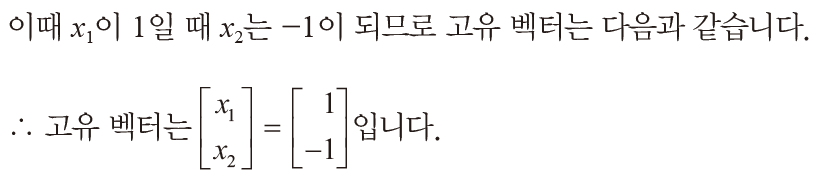 이때 x₁이 1일 때 x₂는 −1이 되므로 고유 벡터는 다음과 같습니다.
∴ 고유 벡터는 [x₁ x₂] = [1 −1] 입니다.